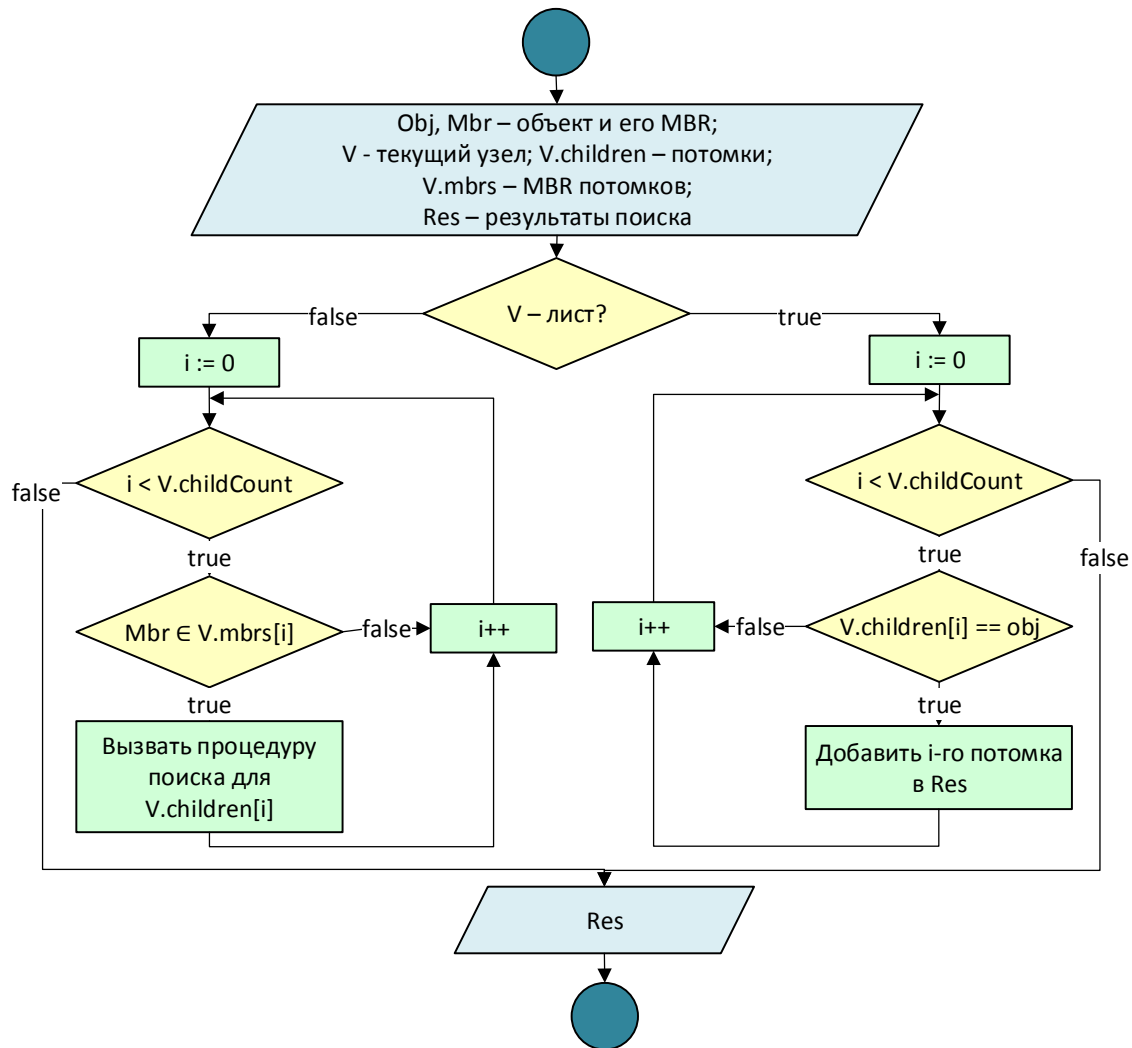 Obj, Mbr – объект и его MBR;
V - текущий узел; V.children – потомки;
V.mbrs – MBR потомков;
Res – результаты поиска
V – лист?
false
true
i := 0
i := 0
i < V.childCount
i < V.childCount
false
true
true
false
Mbr ∈ V.mbrs[i]
false
i++
i++
false
V.children[i] == obj
true
true
Вызвать процедуру
поиска для
V.children[i]
Добавить i-го потомка
в Res
Res